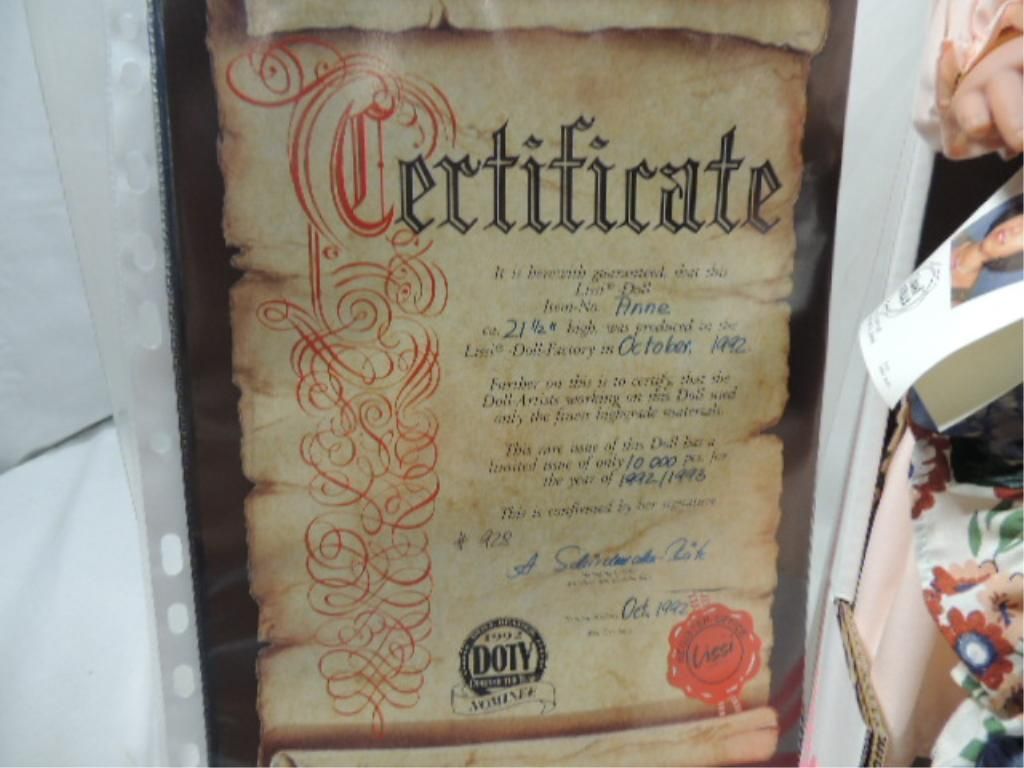 Certificate
It is herewith guaranteed, that this
Lissi® Doll
Item-No. Anne
ca. 21 1/2" high, was produced in the
Lissi® Doll-Factory in October, 1992
Further on this is to certify, that the
Doll-Artists working on this Doll used
only the finest highgrade materials.
This rare issue of this Doll has a
limited issue of only 10 000 pcs. for
the year of 1992/1993
This is confirmed by her signature
# 928
Oct. 1992
1992
DOTY
NOMINEE
Lissi